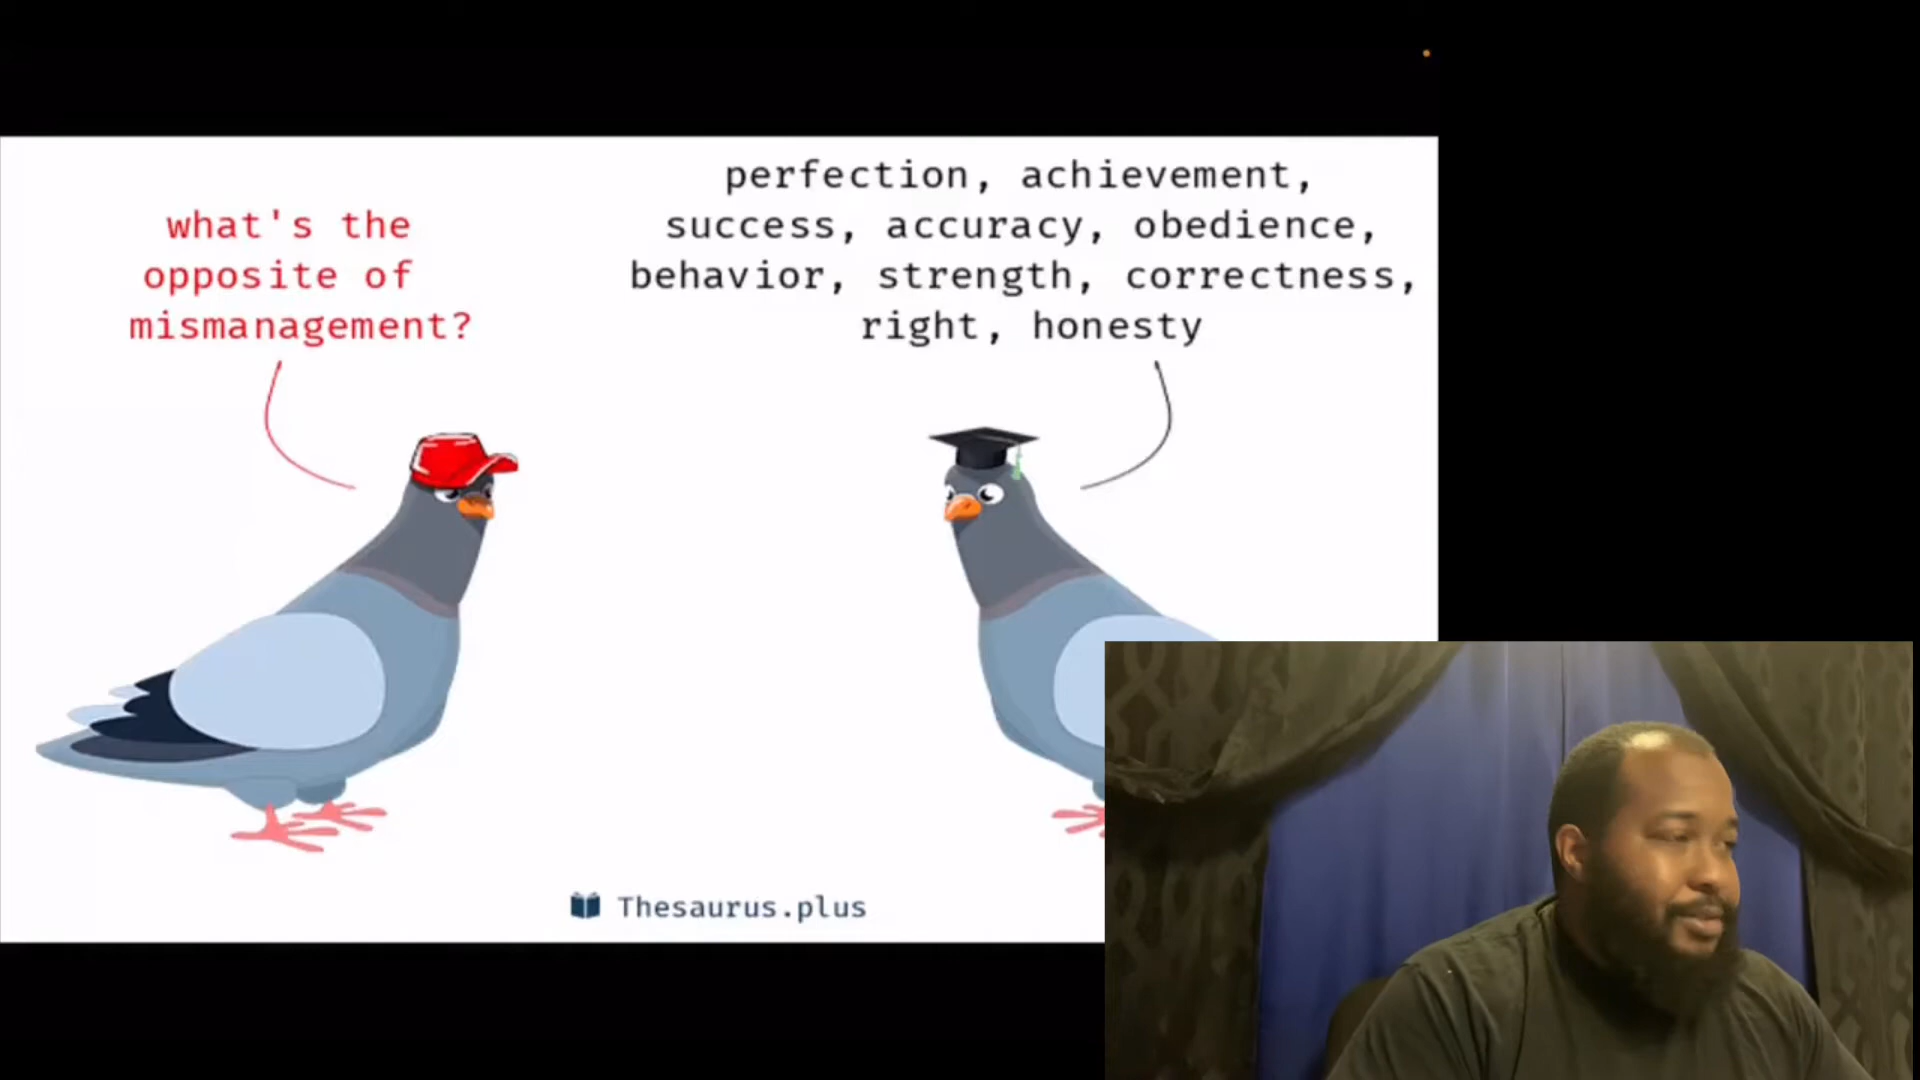 what's the
opposite of
mismanagement?
perfection, achievement,
success, accuracy, obedience,
behavior, strength, correctness,
right, honesty
Thesaurus.plus